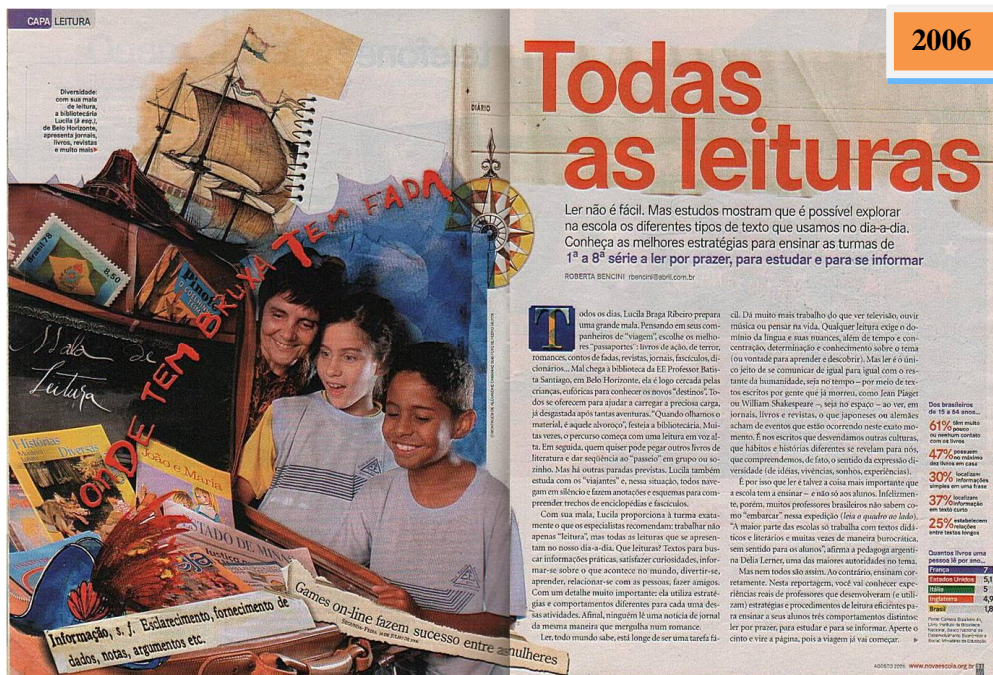 CAPA LEITURA
2006
Diversidade:
com sua mala
de leitura,
a bibliotecária
Lucila (à esq.),
de Belo Horizonte,
apresenta jornais,
livros, revistas
e muito mais
DIÁRIO
Brasil 78
8,50
Mala de
Leitura
ONDE TEM BRUXA TEM FADA
Histórias
Diversas
João e Maria
ESTADO DE MINAS
Informação, s. f. Esclarecimento, fornecimento de
dados, notas, argumentos etc.
Games on-line fazem sucesso entre as mulheres
Todas
as leituras
Ler não é fácil. Mas estudos mostram que é possível explorar
na escola os diferentes tipos de texto que usamos no dia-a-dia.
Conheça as melhores estratégias para ensinar as turmas de
1ª a 8ª série a ler por prazer, para estudar e para se informar
ROBERTA BENCINI rbencini@abril.com.br
Todos os dias, Lucila Braga Ribeiro prepara
uma grande mala. Pensando em seus com-
panheiros de "viagem", escolhe os melho-
res "passaportes": livros de ação, de terror,
romances, contos de fadas, revistas, jornais, fascículos, di-
cionários... Mal chega à biblioteca da EE Professor Batis-
ta Santiago, em Belo Horizonte, ela é logo cercada pelas
crianças, eufóricas para conhecer os novos "destinos". To-
dos se oferecem para ajudar a carregar a preciosa carga,
já desgastada após tantas aventuras. "Quando olhamos o
material, é aquele alvoroço", festeja a bibliotecária. Mui-
tas vezes, o percurso começa com uma leitura em voz al-
ta. Em seguida, quem quiser pode pegar outros livros de
literatura e dar seqüência ao "passeio" em grupo ou so-
zinho. Mas há outras paradas previstas. Lucila também
estuda com os "viajantes" e, nessa situação, todos nave-
gam em silêncio e fazem anotações e esquemas para com-
preender trechos de enciclopédias e fascículos.
Com sua mala, Lucila proporciona à turma exata-
mente o que os especialistas recomendam: trabalhar não
apenas "leitura", mas todas as leituras que se apresen-
tam no nosso dia-a-dia. Que leituras? Textos para bus-
car informações práticas, satisfazer curiosidades, infor-
mar-se sobre o que acontece no mundo, divertir-se,
aprender, relacionar-se com as pessoas, fazer amigos.
Com um detalhe muito importante: ela utiliza estraté-
gias e comportamentos diferentes para cada uma des-
sas atividades. Afinal, ninguém lê uma notícia de jornal
da mesma maneira que mergulha num romance.
Ler, todo mundo sabe, está longe de ser uma tarefa fá-
cil. Dá muito mais trabalho do que ver televisão, ouvir
música ou pensar na vida. Qualquer leitura exige o do-
mínio da língua e suas nuances, além de tempo e con-
centração, determinação e conhecimento sobre o tema
(ou vontade para aprender e descobrir). Mas ler é o úni-
co jeito de se comunicar de igual para igual com o res-
tante da humanidade, seja no tempo – por meio de tex-
tos escritos por gente que já morreu, como Jean Piaget
ou William Shakespeare –, seja no espaço – ao ver, em
jornais, livros e revistas, o que japoneses ou alemães
acham de eventos que estão ocorrendo neste exato mo-
mento. É nos escritos que desvendamos outras culturas,
que hábitos e histórias diferentes se revelam para nós,
que compreendemos, de fato, o sentido da expressão di-
versidade (de idéias, vivências, sonhos, experiências).
É por isso que ler é talvez a coisa mais importante que
a escola tem a ensinar – e não só aos alunos. Infelizmen-
te, porém, muitos professores brasileiros não sabem co-
mo "embarcar" nessa expedição (leia o quadro ao lado).
"A maior parte das escolas só trabalha com textos didá-
ticos e literários e muitas vezes de maneira burocrática,
sem sentido para os alunos", afirma a pedagoga argenti-
na Delia Lerner, uma das maiores autoridades no tema.
Mas nem todos são assim. Ao contrário, ensinam cor-
retamente. Nesta reportagem, você vai conhecer expe-
riências reais de professores que desenvolveram (e utili-
zam) estratégias e procedimentos de leitura eficientes pa-
ra ensinar a seus alunos três comportamentos distintos:
ler por prazer, para estudar e para se informar. Aperte o
cinto e vire a página, pois a viagem já vai começar.
Dos brasileiros
de 15 a 64 anos...
61% têm muito
pouco
ou nenhum contato
com os livros
47% possuem
no máximo
dez livros em casa
30% localizam
informações
simples em uma frase
37% localizam
informação
em texto curto
25% estabelecem
relações
entre textos longos
Quantos livros uma
pessoa lê por ano...
França 7
Estados Unidos 5,1
Itália 5
Inglaterra 4,9
Brasil 1,8
AGOSTO 2006 www.novaescola.org.br 31